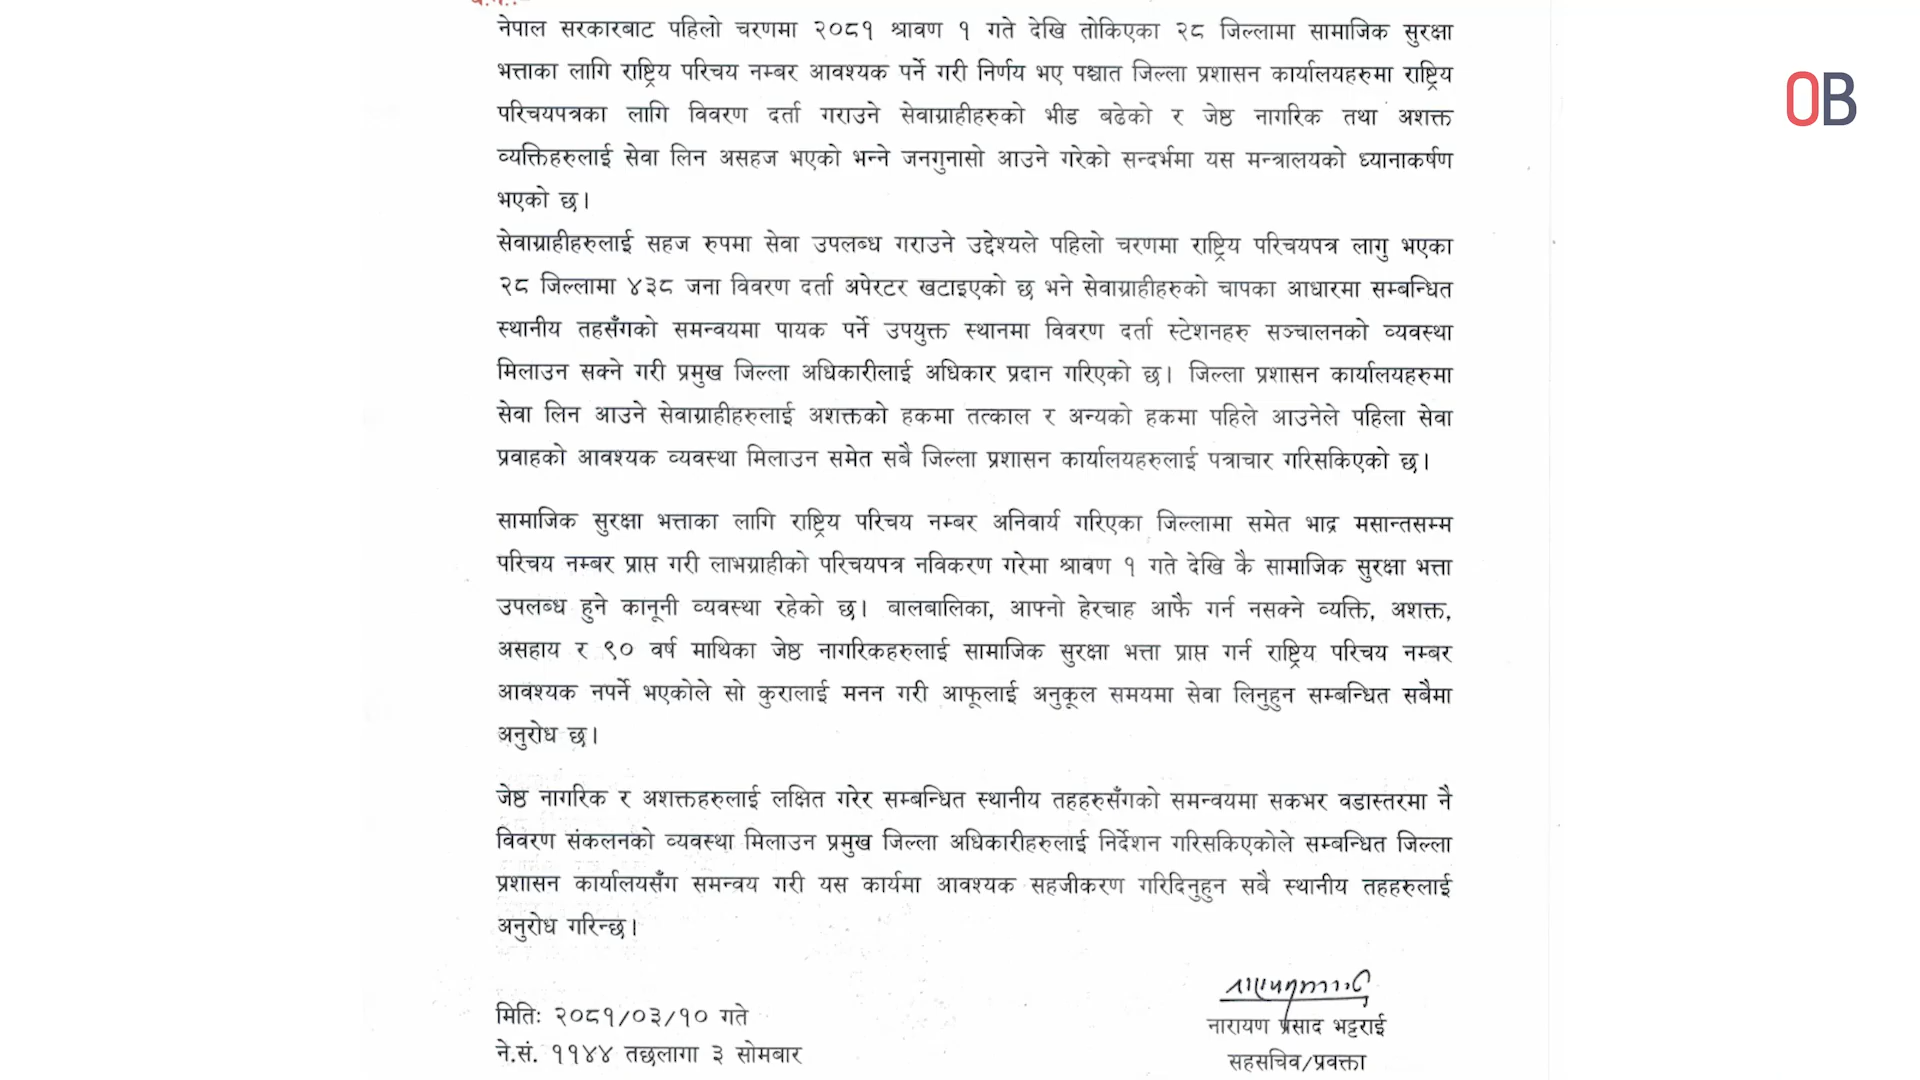 नेपाल सरकारबाट पहिलो चरणमा २०८१ श्रावण १ गते देखि तोकिएका २८ जिल्लामा सामाजिक सुरक्षा
भत्ताका लागि राष्ट्रिय परिचय नम्बर आवश्यक पर्ने गरी निर्णय भए पश्चात जिल्ला प्रशासन कार्यालयहरुमा राष्ट्रिय
परिचयपत्रका लागि विवरण दर्ता गराउने सेवाग्राहीहरुको भीड बढेको र जेष्ठ नागरिक तथा अशक्त
व्यक्तिहरुलाई सेवा लिन असहज भएको भन्ने जनगुनासो आउने गरेको सन्दर्भमा यस मन्त्रालयको ध्यानाकर्षण
भएको छ।
सेवाग्राहीहरुलाई सहज रुपमा सेवा उपलब्ध गराउने उद्देश्यले पहिलो चरणमा राष्ट्रिय परिचयपत्र लागु भएका
२८ जिल्लामा ४३८ जना विवरण दर्ता अपेरटर खटाइएको छ भने सेवाग्राहीहरुको चापका आधारमा सम्बन्धित
स्थानीय तहसँगको समन्वयमा पायक पर्ने उपयुक्त स्थानमा विवरण दर्ता स्टेशनहरु सञ्चालनको व्यवस्था
मिलाउन सक्ने गरी प्रमुख जिल्ला अधिकारीलाई अधिकार प्रदान गरिएको छ। जिल्ला प्रशासन कार्यालयहरुमा
सेवा लिन आउने सेवाग्राहीहरुलाई अशक्तको हकमा तत्काल र अन्यको हकमा पहिले आउनेले पहिला सेवा
प्रवाहको आवश्यक व्यवस्था मिलाउन समेत सबै जिल्ला प्रशासन कार्यालयहरुलाई पत्राचार गरिसकिएको छ।
सामाजिक सुरक्षा भत्ताका लागि राष्ट्रिय परिचय नम्बर अनिवार्य गरिएका जिल्लामा समेत भाद्र मसान्तसम्म
परिचय नम्बर प्राप्त गरी लाभग्राहीको परिचयपत्र नविकरण गरेमा श्रावण १ गते देखि कै सामाजिक सुरक्षा भत्ता
उपलब्ध हुने कानूनी व्यवस्था रहेको छ। बालबालिका, आफ्नो हेरचाह आफै गर्न नसक्ने व्यक्ति, अशक्त,
असहाय र ९० वर्ष माथिका जेष्ठ नागरिकहरुलाई सामाजिक सुरक्षा भत्ता प्राप्त गर्न राष्ट्रिय परिचय नम्बर
आवश्यक नपर्ने भएकोले सो कुरालाई मनन गरी आफूलाई अनुकूल समयमा सेवा लिनुहुन सम्बन्धित सबैमा
अनुरोध छ।
जेष्ठ नागरिक र अशक्तहरुलाई लक्षित गरेर सम्बन्धित स्थानीय तहहरुसँगको समन्वयमा सकभर वडास्तरमा नै
विवरण संकलनको व्यवस्था मिलाउन प्रमुख जिल्ला अधिकारीहरुलाई निर्देशन गरिसकिएकोले सम्बन्धित जिल्ला
प्रशासन कार्यालयसँग समन्वय गरी यस कार्यमा आवश्यक सहजीकरण गरिदिनुहुन सबै स्थानीय तहहरुलाई
अनुरोध गरिन्छ।
मितिः २०८१/०३/१० गते
ने.सं. ११४४ तछलागा ३ सोमबार
नारायण प्रसाद भट्टराई
सहसचिव/प्रवक्ता
OB